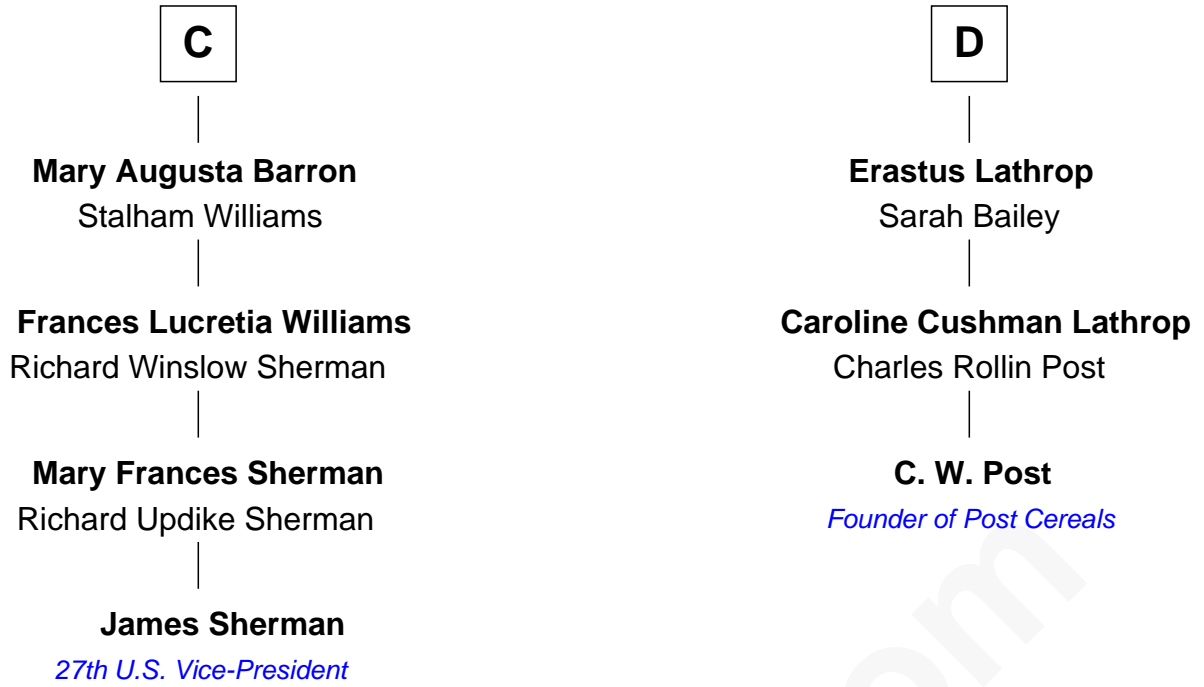 C
Mary Augusta Barron
Stalham Williams
Frances Lucretia Williams
Richard Winslow Sherman
Mary Frances Sherman
Richard Updike Sherman
James Sherman
27th U.S. Vice-President
D
Erastus Lathrop
Sarah Bailey
Caroline Cushman Lathrop
Charles Rollin Post
C. W. Post
Founder of Post Cereals
om